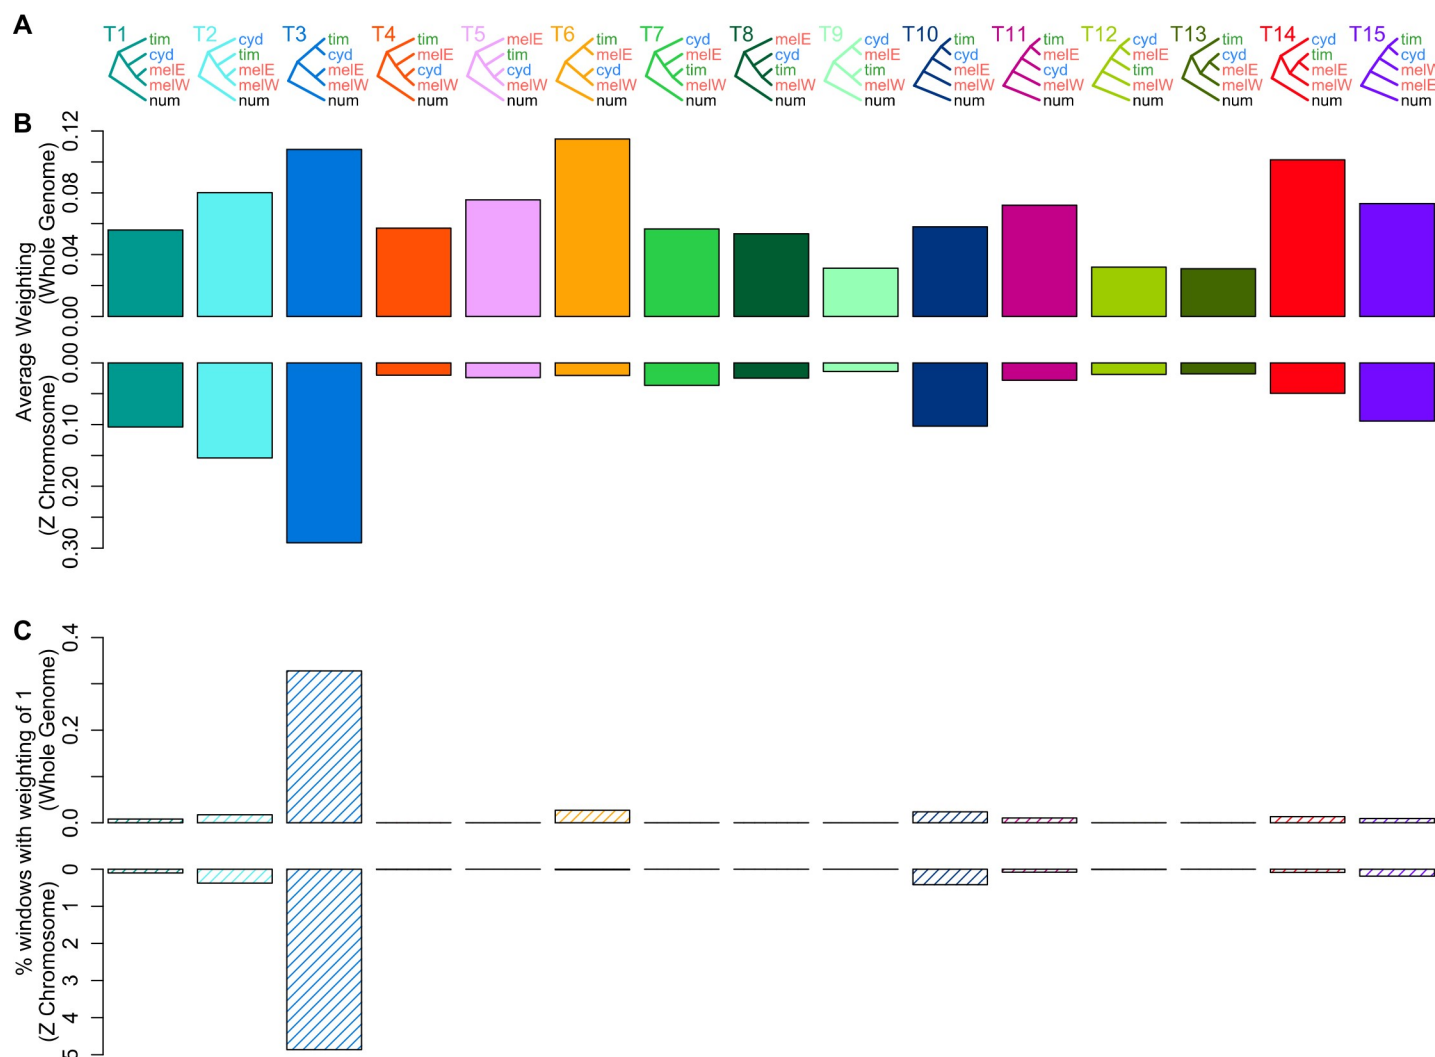 A
T1 tim cyd melE melW num
T2 cyd tim melE melW num
T3 tim cyd melE melW num
T4 tim melE cyd melW num
T5 melE tim cyd melW num
T6 tim melE cyd melW num
T7 cyd melE tim melW num
T8 melE cyd tim melW num
T9 cyd melE tim melW num
T10 tim cyd melE melW num
T11 tim melE cyd melW num
T12 cyd melE tim melW num
T13 tim cyd melE melW num
T14 cyd tim melE melW num
T15 tim cyd melW melE num
B
Average Weighting
(Whole Genome)
0.12
0.08
0.04
0.00
(Z Chromosome)
0.00
0.10
0.20
0.30
C
% windows with weighting of 1
(Whole Genome)
0.4
0.2
0.0
(Z Chromosome)
0
1
2
3
4
5